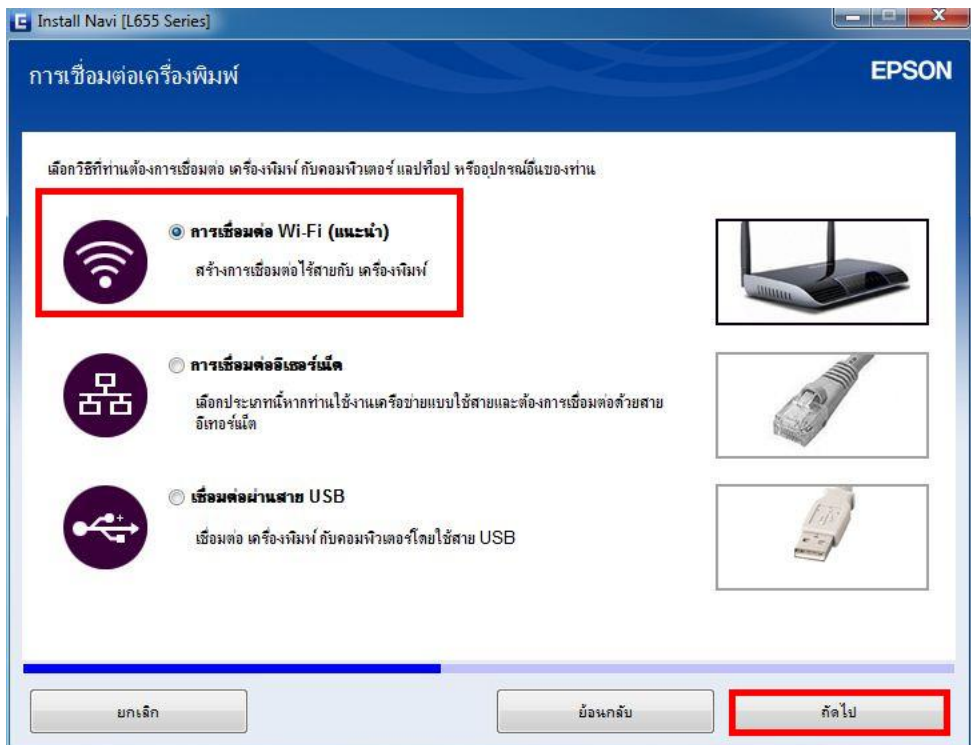 Install Navi [L655 Series]
การเชื่อมต่อเครื่องพิมพ์
EPSON
เลือกวิธีที่ท่านต้องการเชื่อมต่อ เครื่องพิมพ์ กับคอมพิวเตอร์ แลปท็อป หรืออุปกรณ์อื่นของท่าน
การเชื่อมต่อ Wi-Fi (แนะนำ)
สร้างการเชื่อมต่อไร้สายกับ เครื่องพิมพ์
การเชื่อมต่ออีเธอร์เน็ต
เลือกประเภทนี้หากท่านใช้งานเครือข่ายแบบใช้สายและต้องการเชื่อมต่อด้วยสาย
อีเทอร์เน็ต
เชื่อมต่อผ่านสาย USB
เชื่อมต่อ เครื่องพิมพ์ กับคอมพิวเตอร์โดยใช้สาย USB
ยกเลิก
ย้อนกลับ
ถัดไป